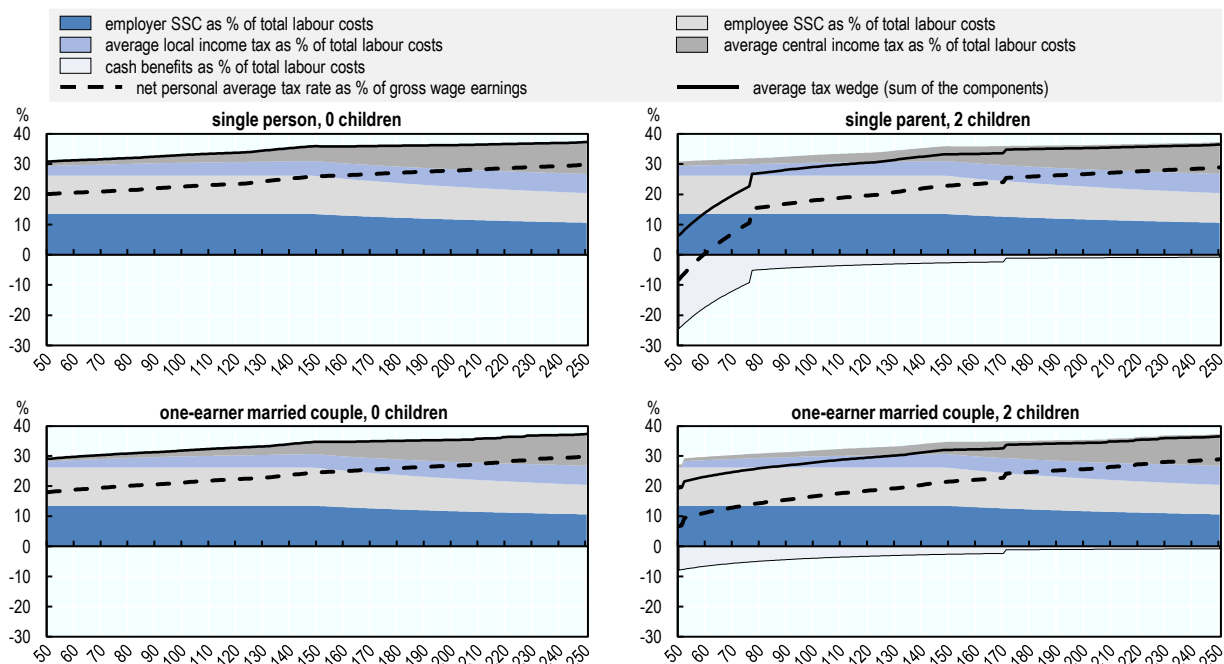 employer SSC as % of total labour costs
employee SSC as % of total labour costs
average local income tax as % of total labour costs
average central income tax as % of total labour costs
cash benefits as % of total labour costs
net personal average tax rate as % of gross wage earnings
average tax wedge (sum of the components)
%
single person, 0 children
40
30
20
10
0
-10
-20
-30
50 60 70 80 90 100 110 120 130 140 150 160 170 180 190 200 210 220 230 240 250
%
single parent, 2 children
40
30
20
10
0
-10
-20
-30
50 60 70 80 90 100 110 120 130 140 150 160 170 180 190 200 210 220 230 240 250
%
one-earner married couple, 0 children
40
30
20
10
0
-10
-20
-30
50 60 70 80 90 100 110 120 130 140 150 160 170 180 190 200 210 220 230 240 250
%
one-earner married couple, 2 children
40
30
20
10
0
-10
-20
-30
50 60 70 80 90 100 110 120 130 140 150 160 170 180 190 200 210 220 230 240 250